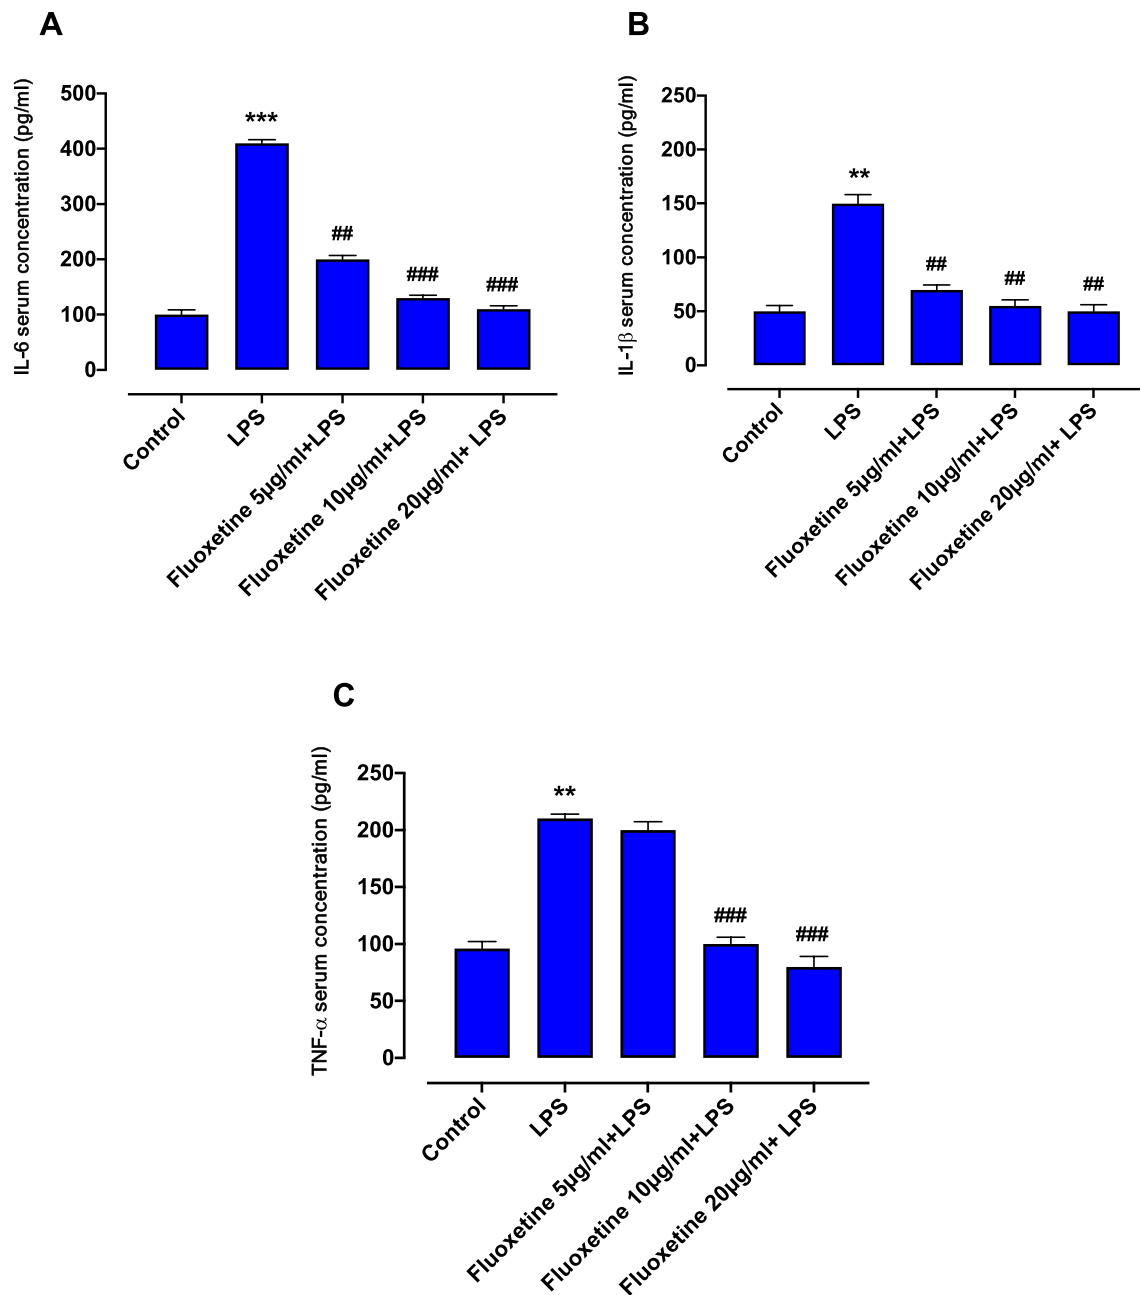 A
IL-6 serum concentration (pg/ml)
500
400
300
200
100
0
***
##
###
###
Control
LPS
Fluoxetine 5µg/ml+LPS
Fluoxetine 10µg/ml+LPS
Fluoxetine 20µg/ml+ LPS
B
IL-1β serum concentration (pg/ml)
250
200
150
100
50
0
**
##
##
##
Control
LPS
Fluoxetine 5µg/ml+LPS
Fluoxetine 10µg/ml+LPS
Fluoxetine 20µg/ml+ LPS
C
TNF-α serum concentration (pg/ml)
250
200
150
100
50
0
**
###
###
Control
LPS
Fluoxetine 5µg/ml+LPS
Fluoxetine 10µg/ml+LPS
Fluoxetine 20µg/ml+ LPS